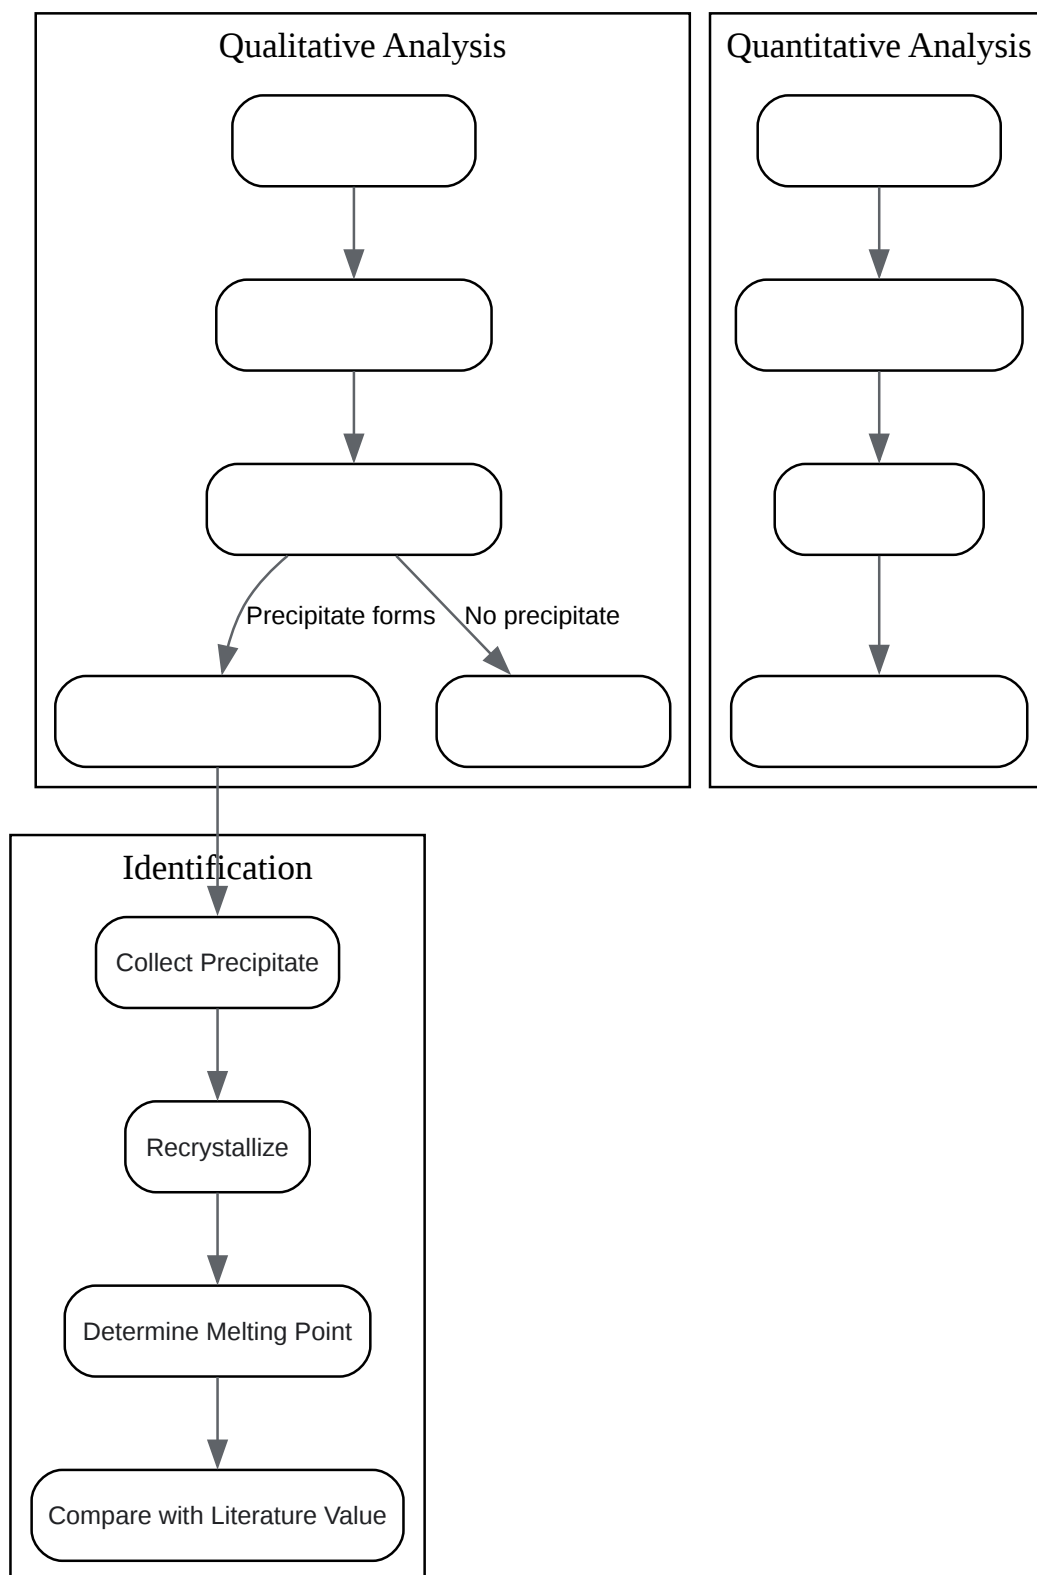 Qualitative Analysis
Quantitative Analysis
Precipitate forms
No precipitate
Identification
Collect Precipitate
Recrystallize
Determine Melting Point
Compare with Literature Value